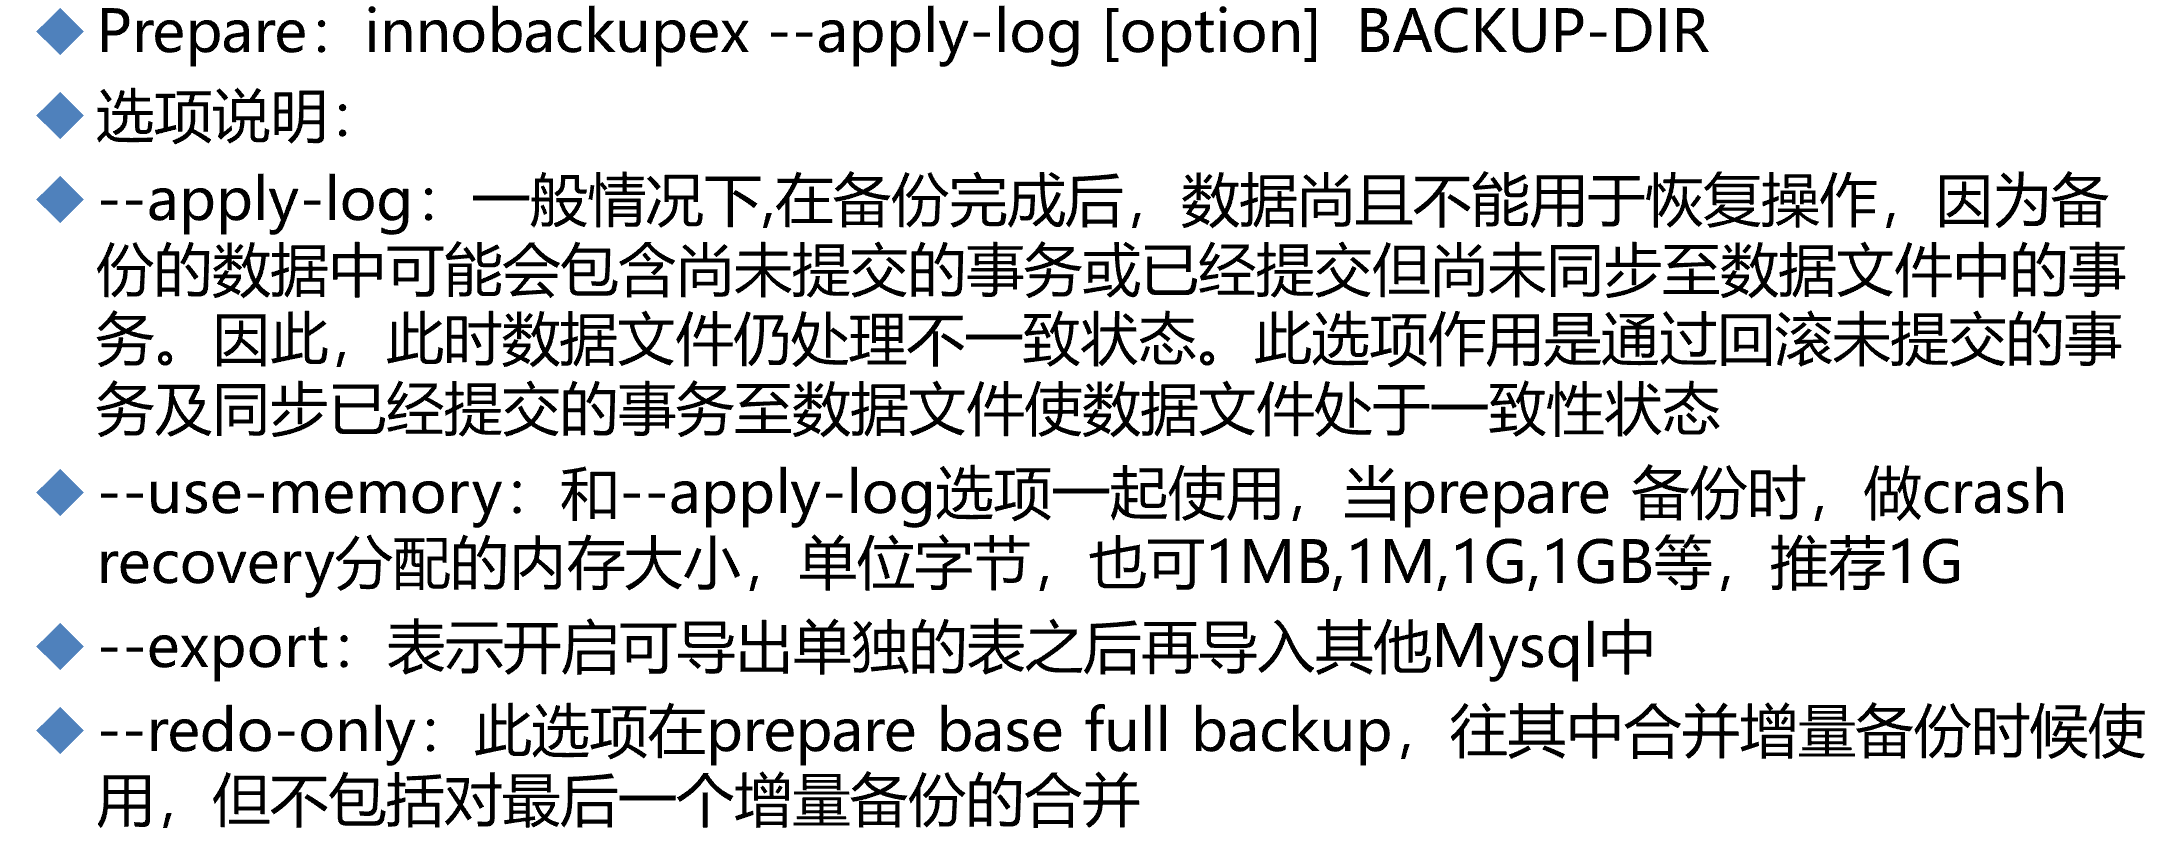 Prepare：innobackupex --apply-log [option]  BACKUP-DIR
选项说明：
--apply-log：一般情况下,在备份完成后，数据尚且不能用于恢复操作，因为备
份的数据中可能会包含尚未提交的事务或已经提交但尚未同步至数据文件中的事
务。因此，此时数据文件仍处理不一致状态。此选项作用是通过回滚未提交的事
务及同步已经提交的事务至数据文件使数据文件处于一致性状态
--use-memory：和--apply-log选项一起使用，当prepare 备份时，做crash
recovery分配的内存大小，单位字节，也可1MB,1M,1G,1GB等，推荐1G
--export：表示开启可导出单独的表之后再导入其他Mysql中
--redo-only：此选项在prepare base full backup，往其中合并增量备份时候使
用，但不包括对最后一个增量备份的合并